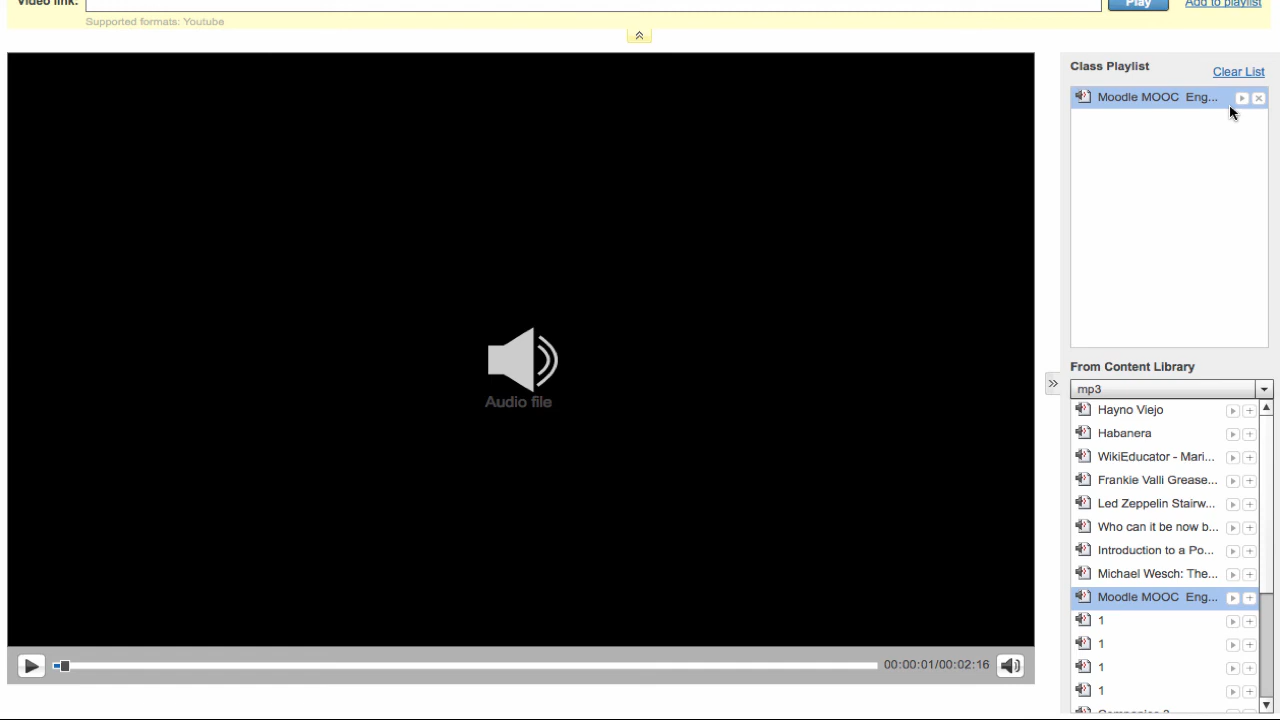 Video link:
Play
Add to playlist
Supported formats: Youtube
Class Playlist
Clear List
Moodle MOOC Eng...
Audio file
From Content Library
mp3
Hayno Viejo
Habanera
WikiEducator - Mari...
Frankie Valli Grease...
Led Zeppelin Stairw...
Who can it be now b...
Introduction to a Po...
Michael Wesch: The...
Moodle MOOC Eng...
1
1
1
1
00:00:01/00:02:16